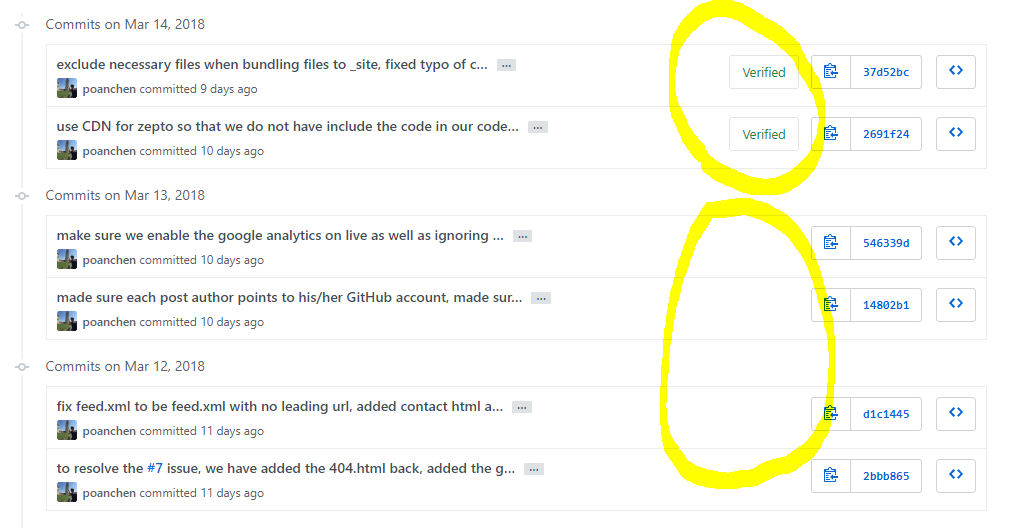 Commits on Mar 14, 2018
exclude necessary files when bundling files to _site, fixed typo of c... ... Verified 37d52bc
poanchen committed 9 days ago
use CDN for zepto so that we do not have include the code in our code... ... Verified 2691f24
poanchen committed 10 days ago
Commits on Mar 13, 2018
make sure we enable the google analytics on live as well as ignoring ... ... 546339d
poanchen committed 10 days ago
made sure each post author points to his/her GitHub account, made sur... ... 14802b1
poanchen committed 10 days ago
Commits on Mar 12, 2018
fix feed.xml to be feed.xml with no leading url, added contact html a... ... d1c1445
poanchen committed 11 days ago
to resolve the #7 issue, we have added the 404.html back, added the g... ... 2bbb865
poanchen committed 11 days ago